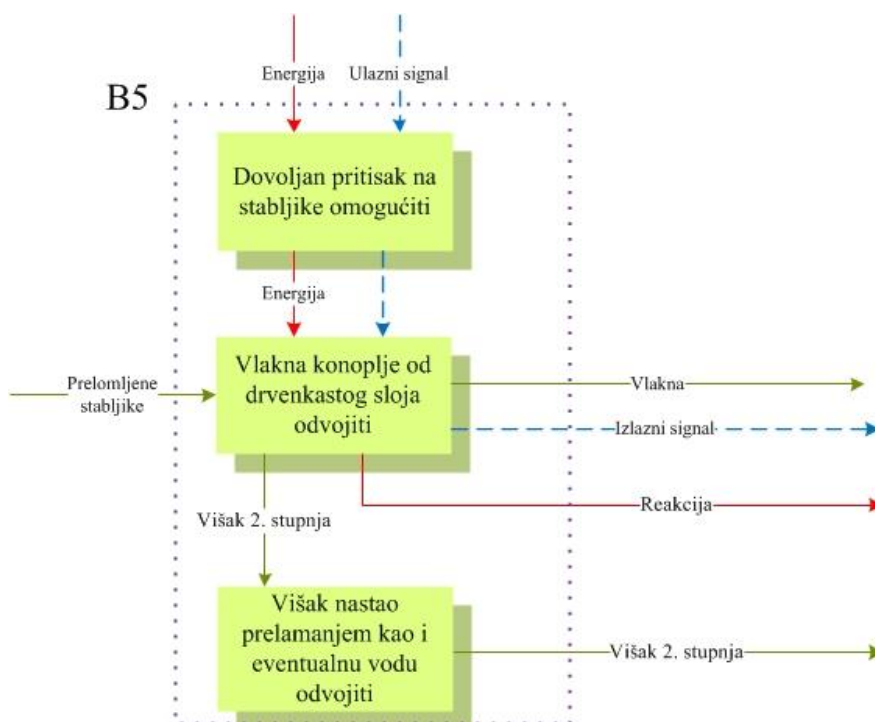 Energija
Ulazni signal
B5
Dovoljan pritisak na
stabljike omogućiti
Energija
Prelomljene
stabljike
Vlakna konoplje od
drvenkastog sloja
odvojiti
Vlakna
Izlazni signal
Reakcija
Višak 2. stupnja
Višak nastao
prelamanjem kao i
eventualnu vodu
odvojiti
Višak 2. stupnja